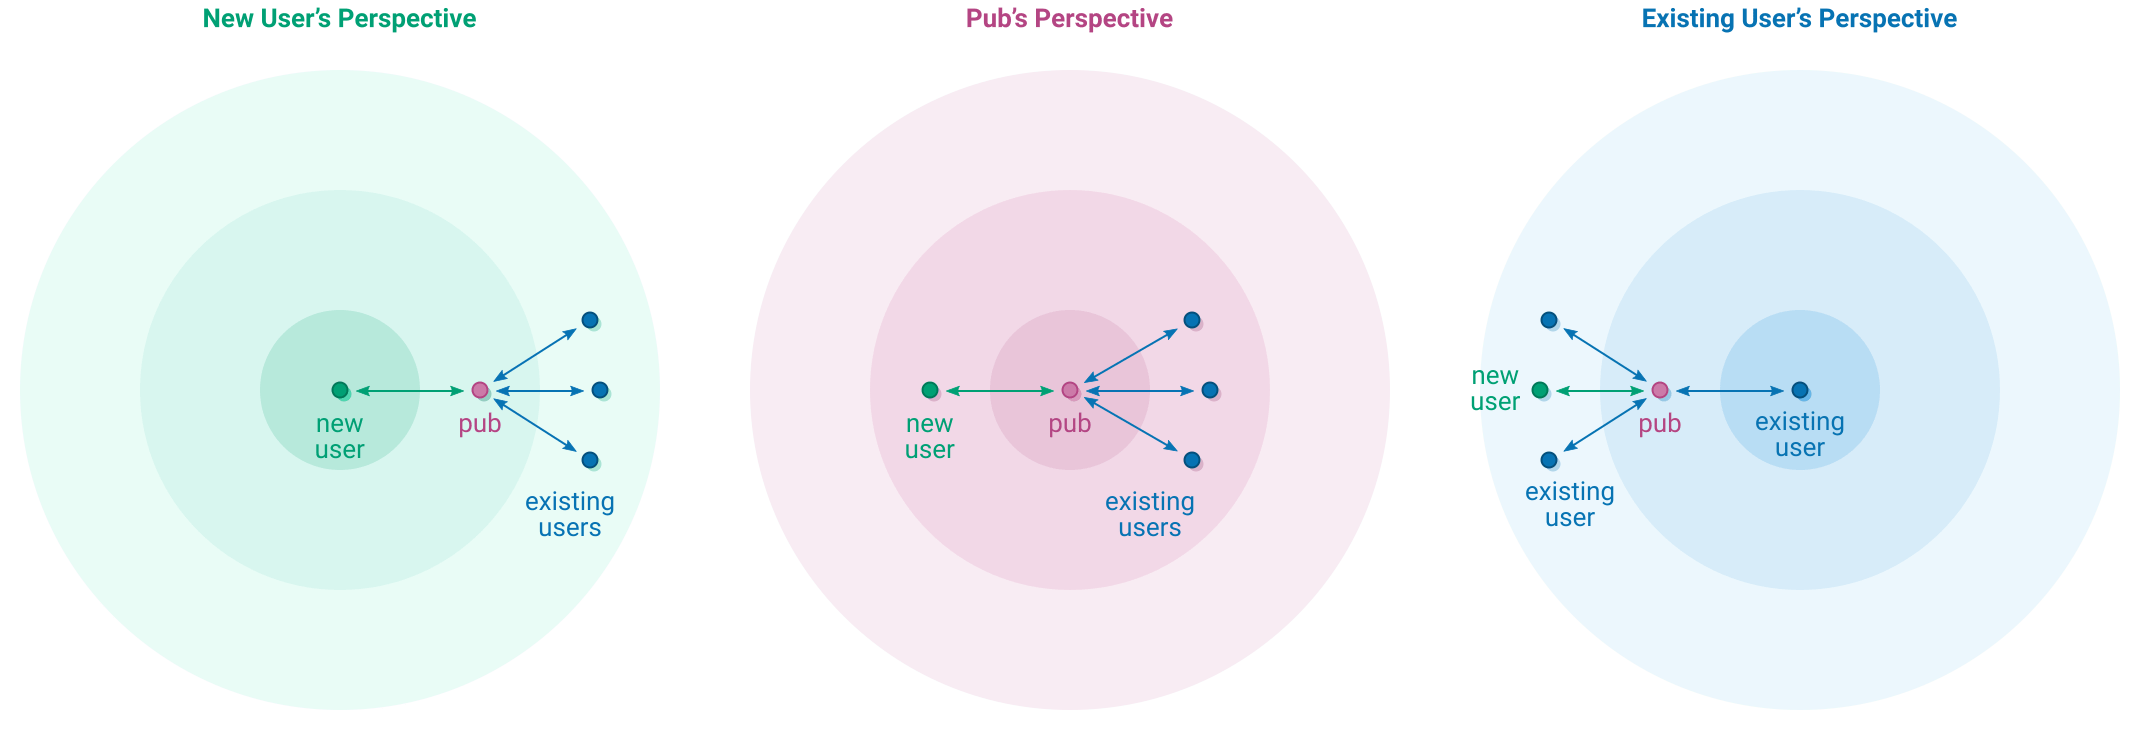 New User’s Perspective
new
user
pub
existing
users
Pub’s Perspective
new
user
pub
existing
users
Existing User’s Perspective
new
user
pub
existing
user
existing
user